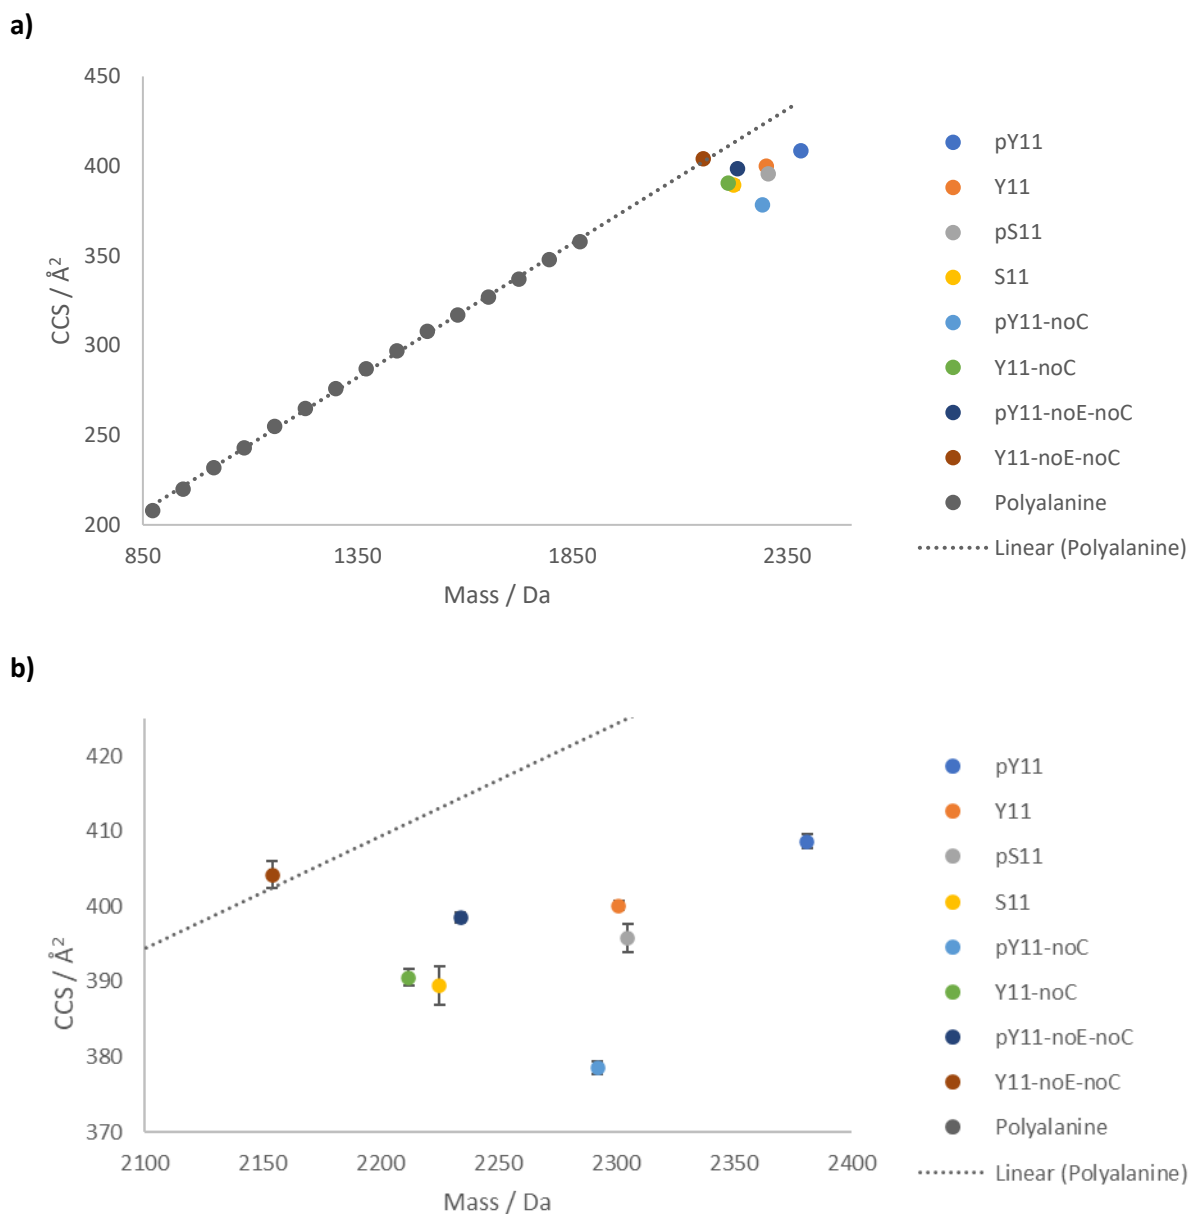 a)
450
400
350
300
250
200
CCS / Å²
850
1350
1850
2350
Mass / Da
pY11
Y11
pS11
S11
pY11-noC
Y11-noC
pY11-noE-noC
Y11-noE-noC
Polyalanine
Linear (Polyalanine)
b)
420
410
400
390
380
370
CCS / Å²
2100
2150
2200
2250
2300
2350
2400
Mass / Da
pY11
Y11
pS11
S11
pY11-noC
Y11-noC
pY11-noE-noC
Y11-noE-noC
Polyalanine
Linear (Polyalanine)